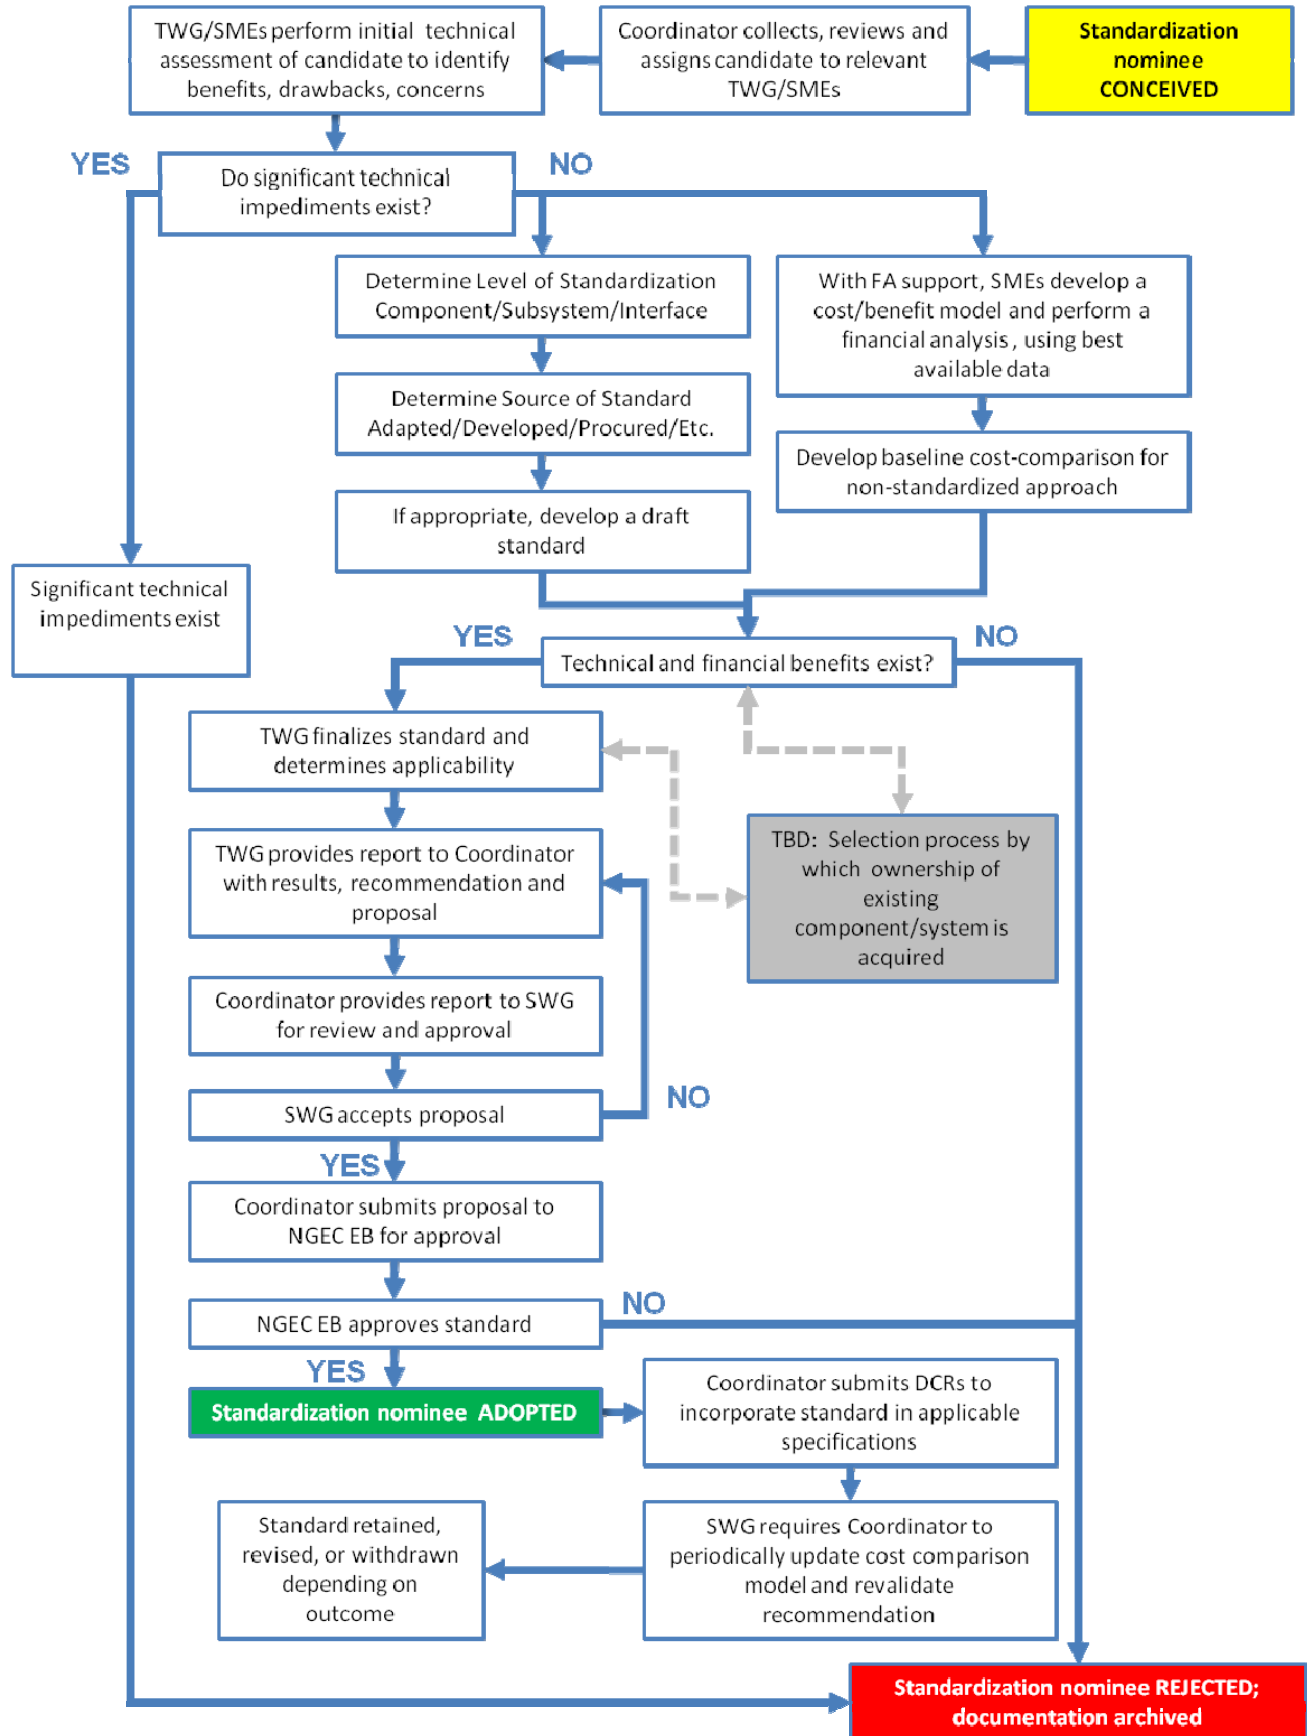 TWG/SMEs perform initial technical
assessment of candidate to identify
benefits, drawbacks, concerns
Coordinator collects, reviews and
assigns candidate to relevant
TWG/SMEs
Standardization
nominee
CONCEIVED
YES
Do significant technical
impediments exist?
NO
Determine Level of Standardization
Component/Subsystem/Interface
With FA support, SMEs develop a
cost/benefit model and perform a
financial analysis , using best
available data
Determine Source of Standard
Adapted/Developed/Procured/Etc.
Develop baseline cost-comparison for
non-standardized approach
If appropriate, develop a draft
standard
Significant technical
impediments exist
YES
Technical and financial benefits exist?
NO
TWG finalizes standard and
determines applicability
TBD: Selection process by
which ownership of
existing
component/system is
acquired
TWG provides report to Coordinator
with results, recommendation and
proposal
Coordinator provides report to SWG
for review and approval
SWG accepts proposal
NO
YES
Coordinator submits proposal to
NGEC EB for approval
NGEC EB approves standard
NO
YES
Standardization nominee ADOPTED
Coordinator submits DCRs to
incorporate standard in applicable
specifications
Standard retained,
revised, or withdrawn
depending on
outcome
SWG requires Coordinator to
periodically update cost comparison
model and revalidate
recommendation
Standardization nominee REJECTED;
documentation archived